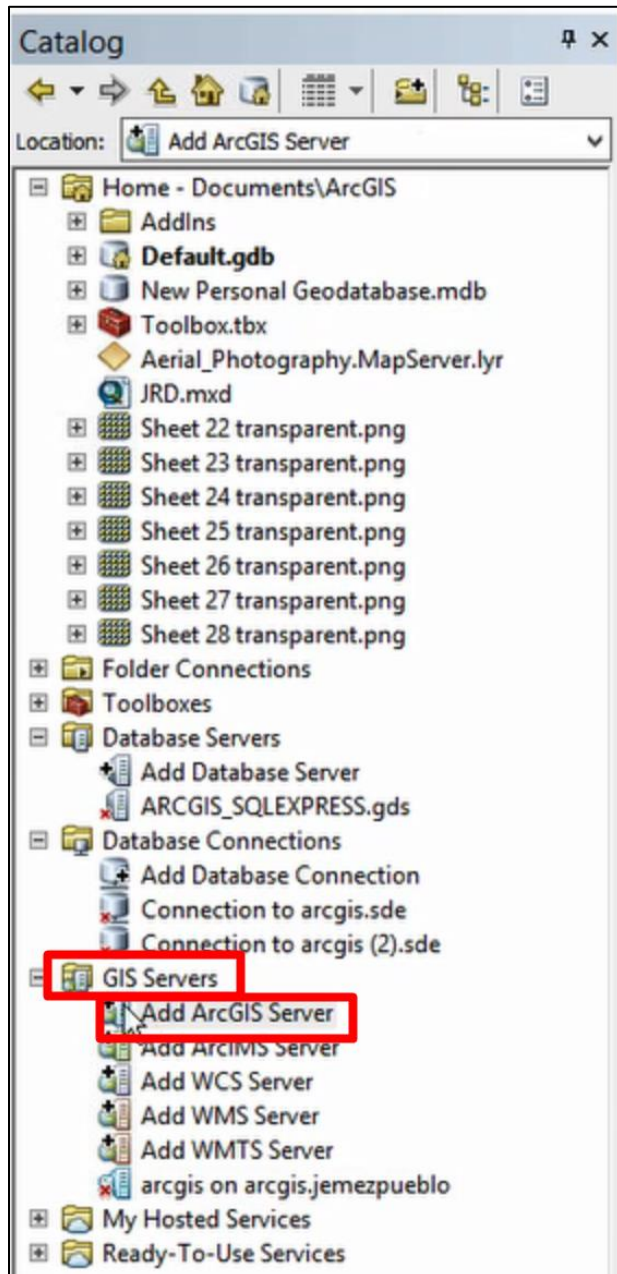 Catalog
Location: Add ArcGIS Server
Home - Documents\ArcGIS
AddIns
Default.gdb
New Personal Geodatabase.mdb
Toolbox.tbx
Aerial_Photography.MapServer.lyr
JRD.mxd
Sheet 22 transparent.png
Sheet 23 transparent.png
Sheet 24 transparent.png
Sheet 25 transparent.png
Sheet 26 transparent.png
Sheet 27 transparent.png
Sheet 28 transparent.png
Folder Connections
Toolboxes
Database Servers
Add Database Server
ARCGIS_SQLEXPRESS.gds
Database Connections
Add Database Connection
Connection to arcgis.sde
Connection to arcgis (2).sde
GIS Servers
Add ArcGIS Server
Add ArcIMS Server
Add WCS Server
Add WMS Server
Add WMTS Server
arcgis on arcgis.jemezpueblo
My Hosted Services
Ready-To-Use Services